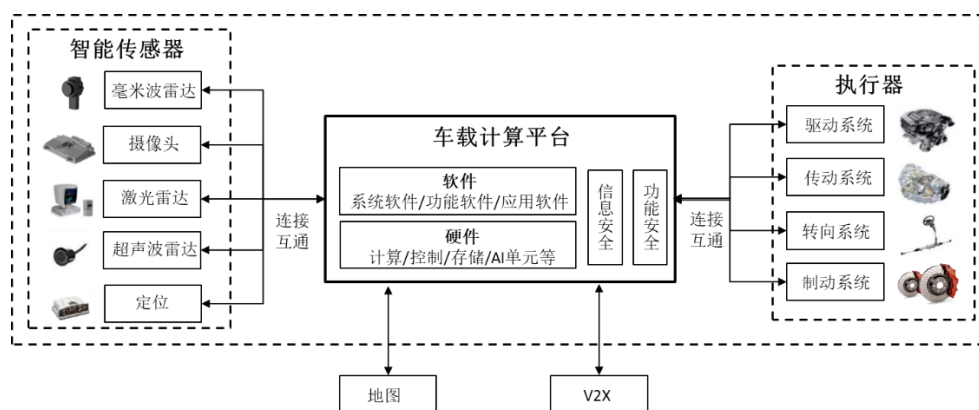 智能传感器
毫米波雷达
摄像头
激光雷达
超声波雷达
定位
连接
互通
车载计算平台
软件
系统软件/功能软件/应用软件
硬件
计算/控制/存储/AI单元等
信息安全
功能安全
连接
互通
执行器
驱动系统
传动系统
转向系统
制动系统
地图
V2X